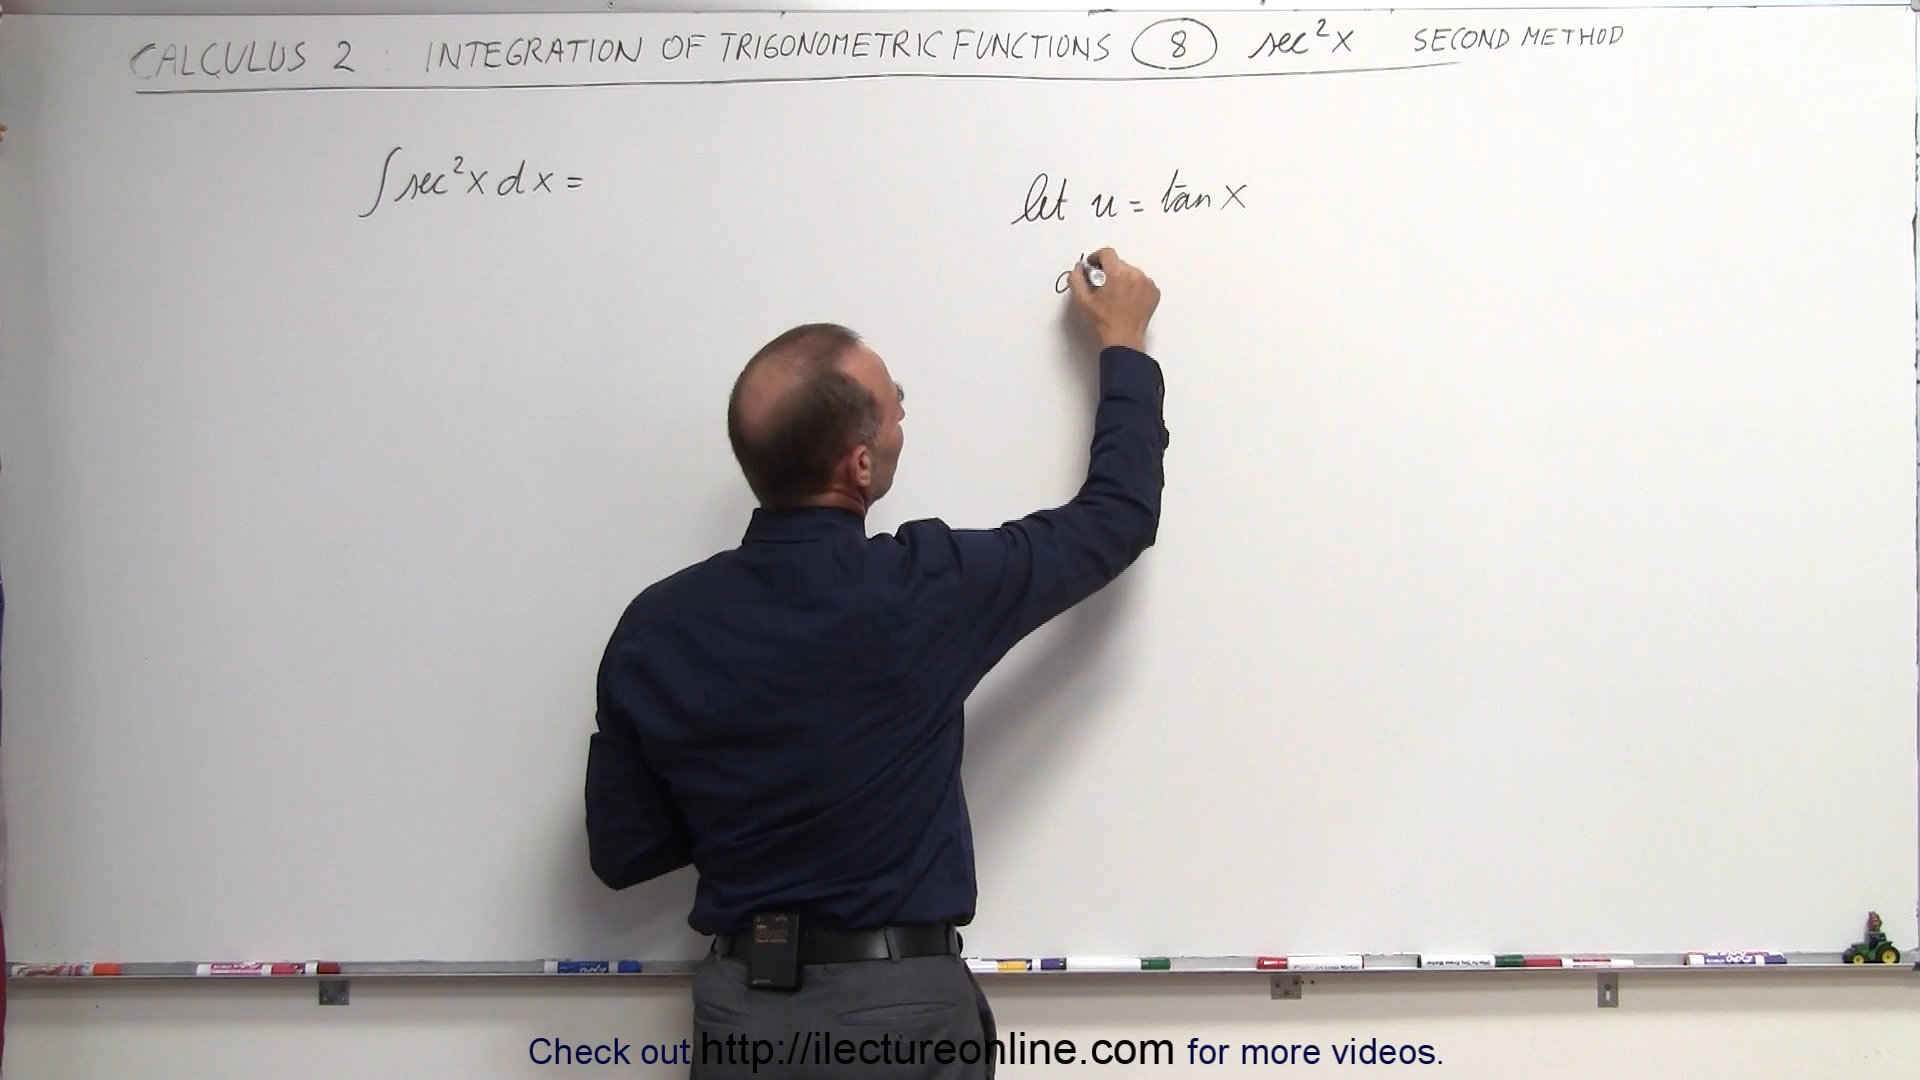 CALCULUS 2 : INTEGRATION OF TRIGONOMETRIC FUNCTIONS 8 sec²x SECOND METHOD
∫sec²x dx =
let u = tan x
d
Check out http://ilectureonline.com for more videos.